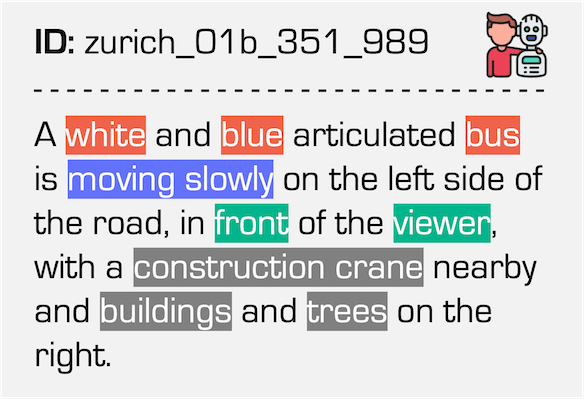 ID: zurich_01b_351_989
A white and blue articulated bus
is moving slowly on the left side of
the road, in front of the viewer,
with a construction crane nearby
and buildings and trees on the
right.